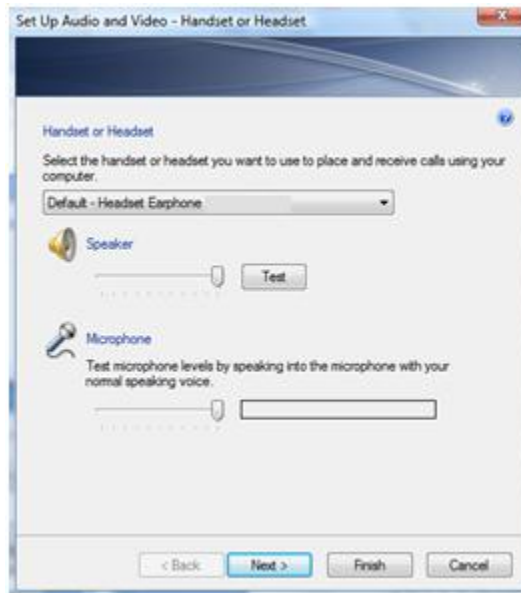 Set Up Audio and Video - Handset or Headset
Handset or Headset
Select the handset or headset you want to use to place and receive calls using your
computer.
Default - Headset Earphone
Speaker
Test
Microphone
Test microphone levels by speaking into the microphone with your
normal speaking voice.
< Back
Next >
Finish
Cancel